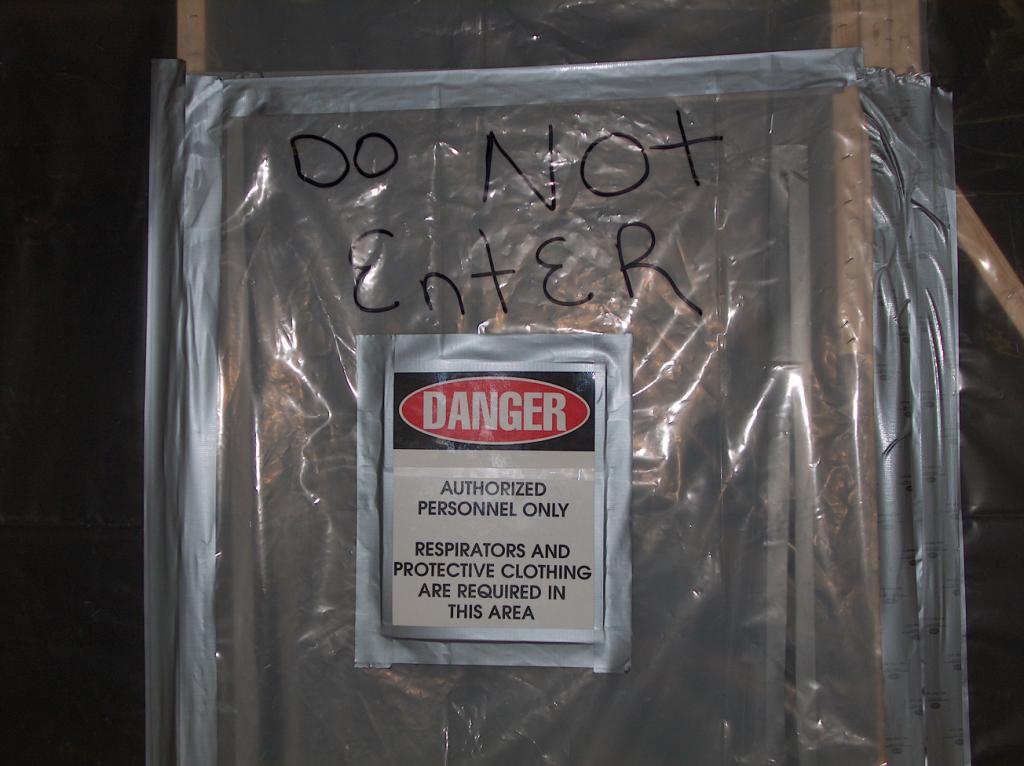 DO NOt
EntER
DANGER
AUTHORIZED
PERSONNEL ONLY
RESPIRATORS AND
PROTECTIVE CLOTHING
ARE REQUIRED IN
THIS AREA